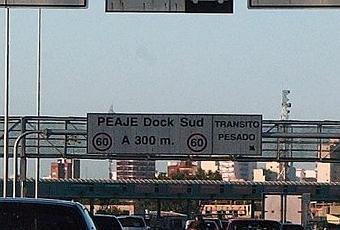 PEAJE Dock Sud
60 A 300 m. 60
TRANSITO
PESADO